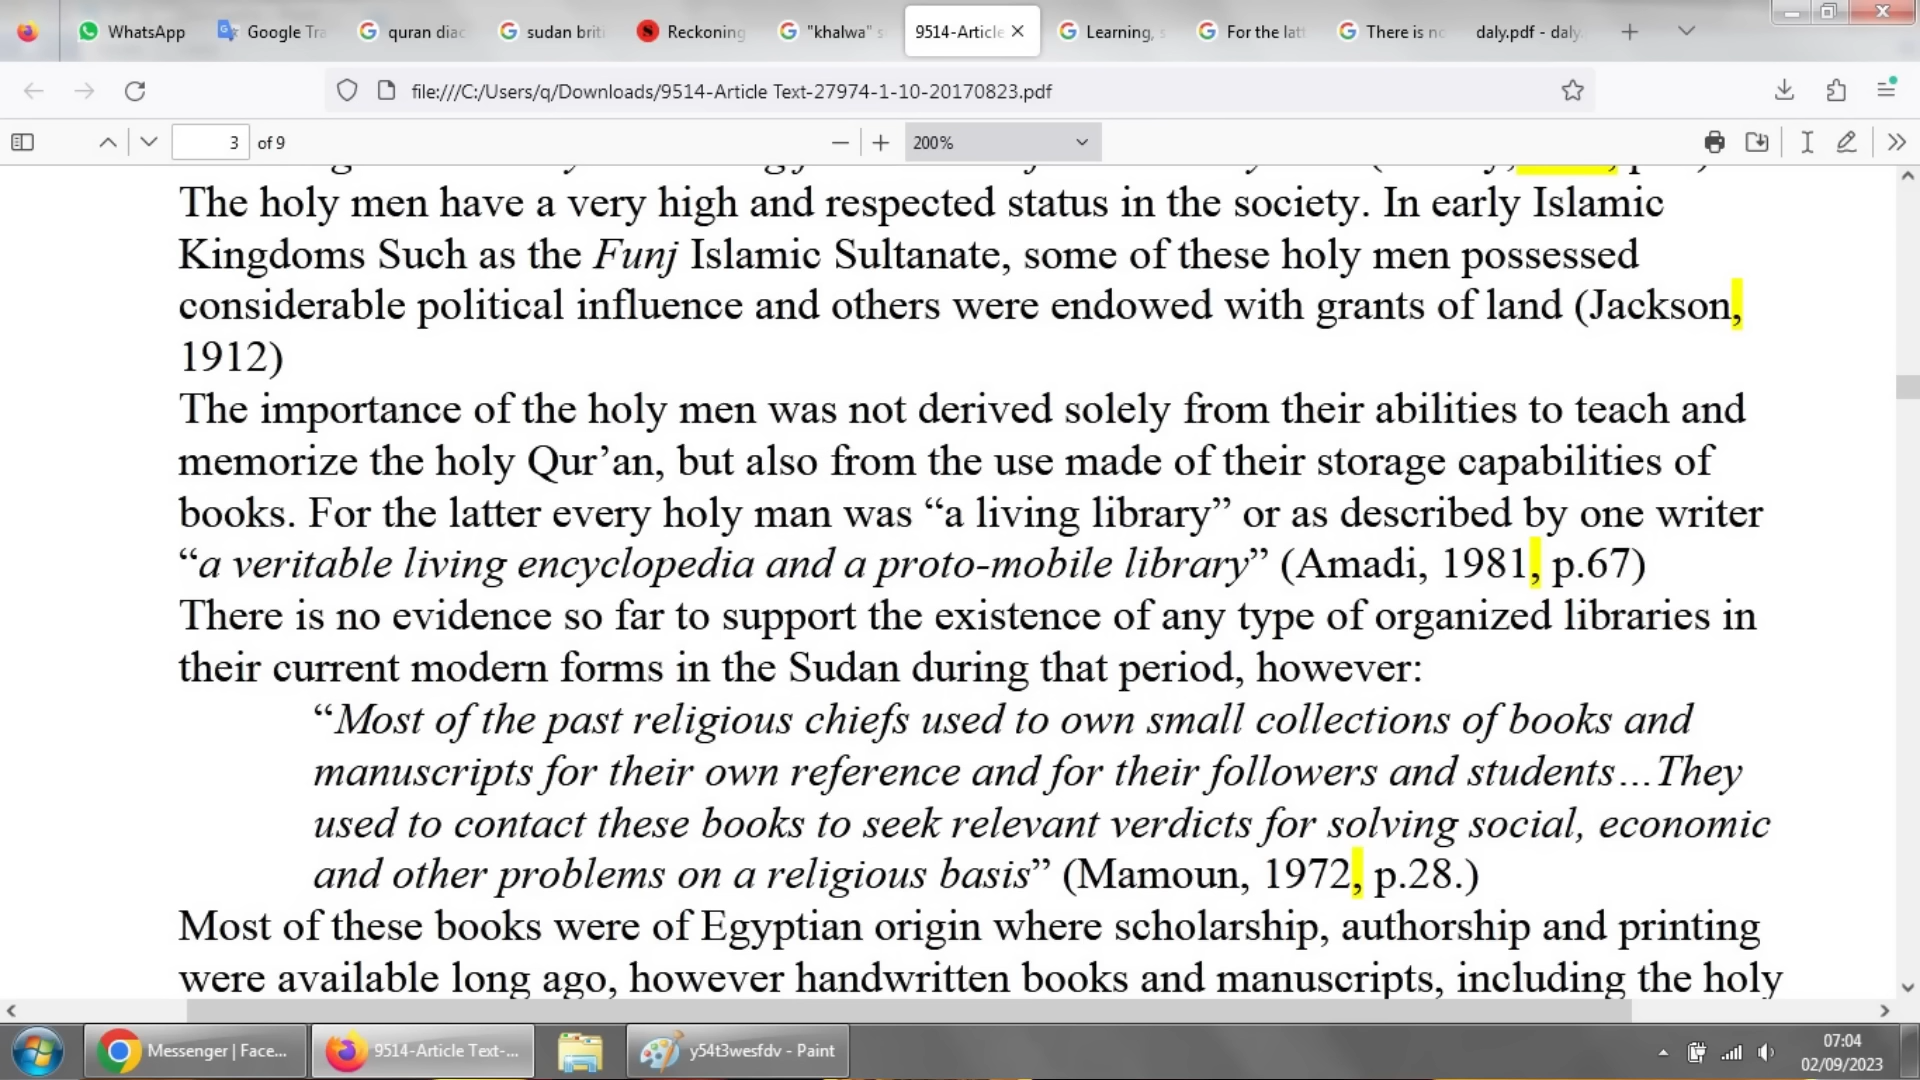 WhatsApp
Google Tra
quran diac
sudan briti
Reckoning
"khalwa" s
9514-Article
Learning, s
For the latt
There is no
daly.pdf - daly.
file:///C:/Users/q/Downloads/9514-Article Text-27974-1-10-20170823.pdf
3 of 9
200%
The holy men have a very high and respected status in the society. In early Islamic
Kingdoms Such as the Funj Islamic Sultanate, some of these holy men possessed
considerable political influence and others were endowed with grants of land (Jackson,
1912)
The importance of the holy men was not derived solely from their abilities to teach and
memorize the holy Qur’an, but also from the use made of their storage capabilities of
books. For the latter every holy man was “a living library” or as described by one writer
“a veritable living encyclopedia and a proto-mobile library” (Amadi, 1981, p.67)
There is no evidence so far to support the existence of any type of organized libraries in
their current modern forms in the Sudan during that period, however:
“Most of the past religious chiefs used to own small collections of books and
manuscripts for their own reference and for their followers and students…They
used to contact these books to seek relevant verdicts for solving social, economic
and other problems on a religious basis” (Mamoun, 1972, p.28.)
Most of these books were of Egyptian origin where scholarship, authorship and printing
were available long ago, however handwritten books and manuscripts, including the holy
Messenger | Face...
9514-Article Text-...
y54t3wesfdv - Paint
07:04
02/09/2023